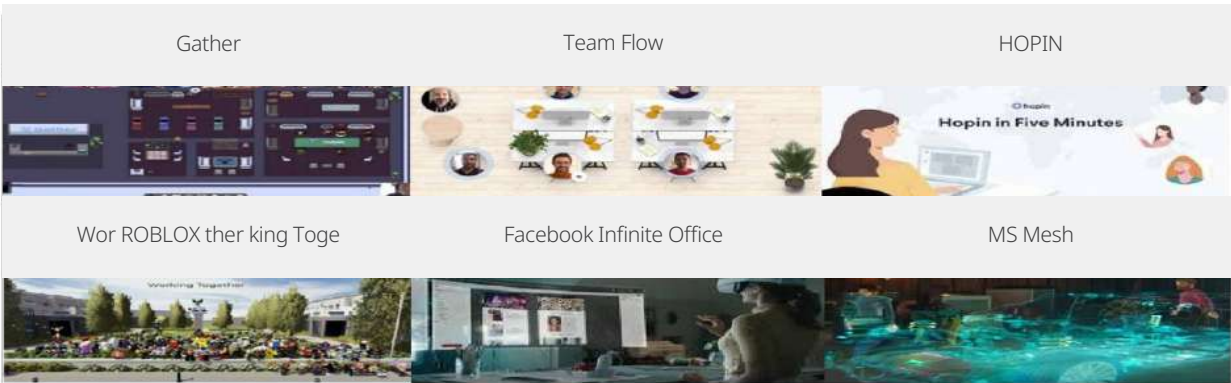 Gather
Team Flow
HOPIN
hopin
Hopin in Five Minutes
Wor ROBLOX ther king Toge
Facebook Infinite Office
MS Mesh
Working Together